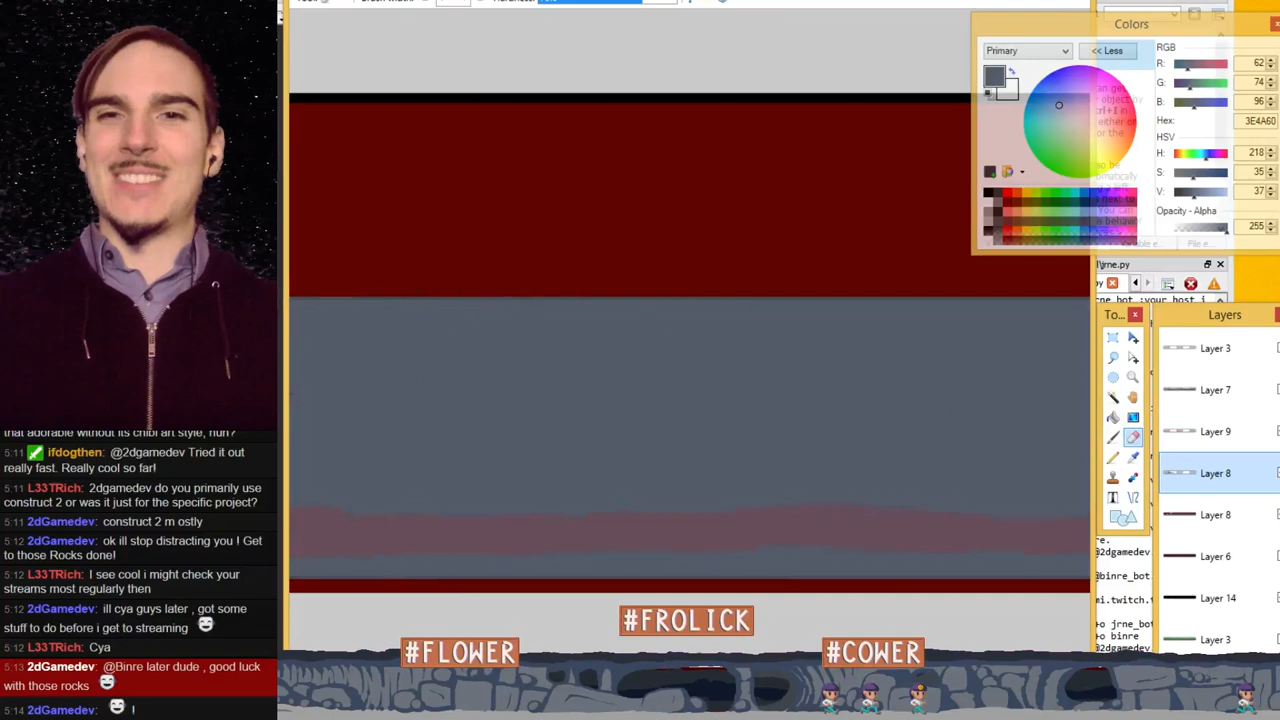 Colors
Primary
<< Less
RGB
R: 62
G: 74
B: 96
Hex: 3E4A60
HSV
H: 218
S: 35
V: 37
Opacity - Alpha
255
\jrne.py
To...
Layers
Layer 3
Layer 7
Layer 9
Layer 8
Layer 8
Layer 6
Layer 14
Layer 3
that adorable without its chibi art style, huh?
5:11 ifdogthen: @2dgamedev Tried it out
really fast. Really cool so far!
5:11 L33TRich: 2dgamedev do you primarily use
construct 2 or was it just for the specific project?
5:11 2dGamedev: construct 2 m ostly
5:12 2dGamedev: ok ill stop distracting you ! Get
to those Rocks done!
5:12 L33TRich: I see cool i might check your
streams most regularly then
5:12 2dGamedev: ill cya guys later , got some
stuff to do before i get to streaming
5:12 L33TRich: Cya
5:13 2dGamedev: @Binre later dude , good luck
with those rocks
5:14 2dGamedev: !
#FROLICK
#FLOWER
#COWER